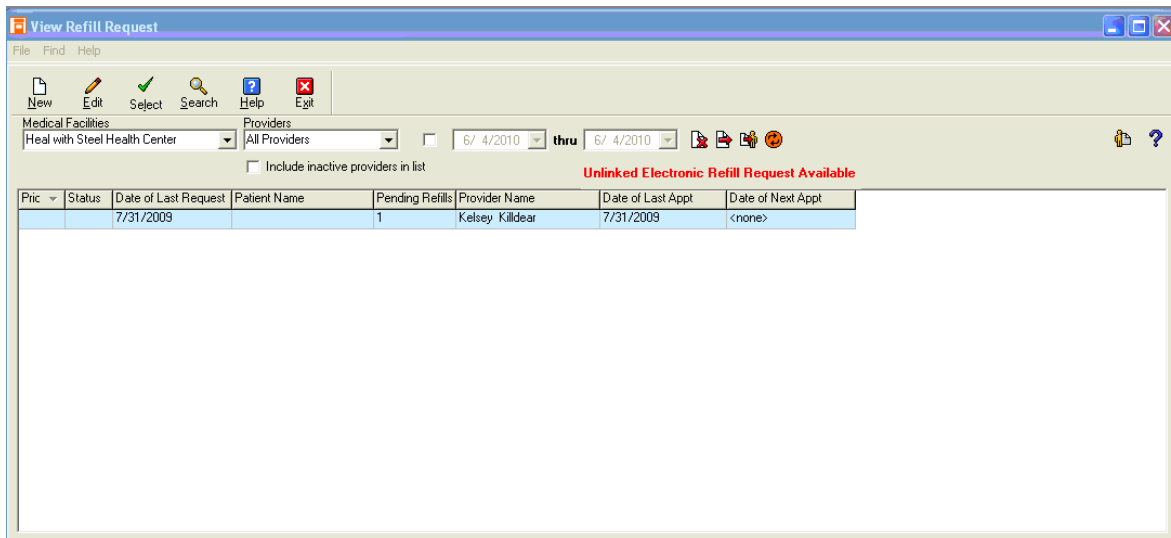 View Refill Request
File Find Help
New Edit Select Search Help Exit
Medical Facilities Providers
Heal with Steel Health Center All Providers 6/ 4/2010 thru 6/ 4/2010
Include inactive providers in list
Unlinked Electronic Refill Request Available
Pric Status Date of Last Request Patient Name Pending Refills Provider Name Date of Last Appt Date of Next Appt
7/31/2009 1 Kelsey Killdear 7/31/2009 <none>